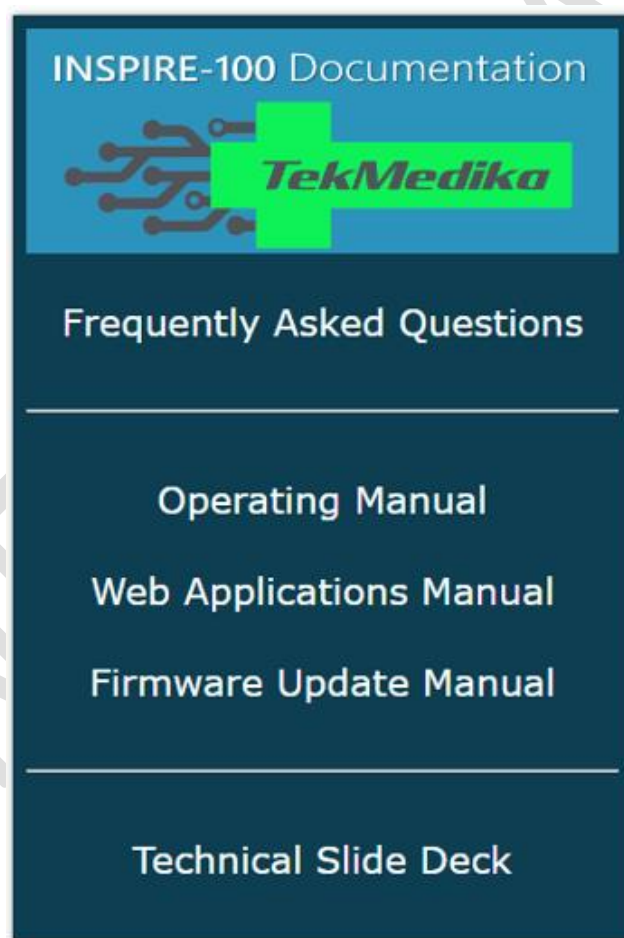 INSPIRE-100 Documentation
TekMedika
Frequently Asked Questions
Operating Manual
Web Applications Manual
Firmware Update Manual
Technical Slide Deck